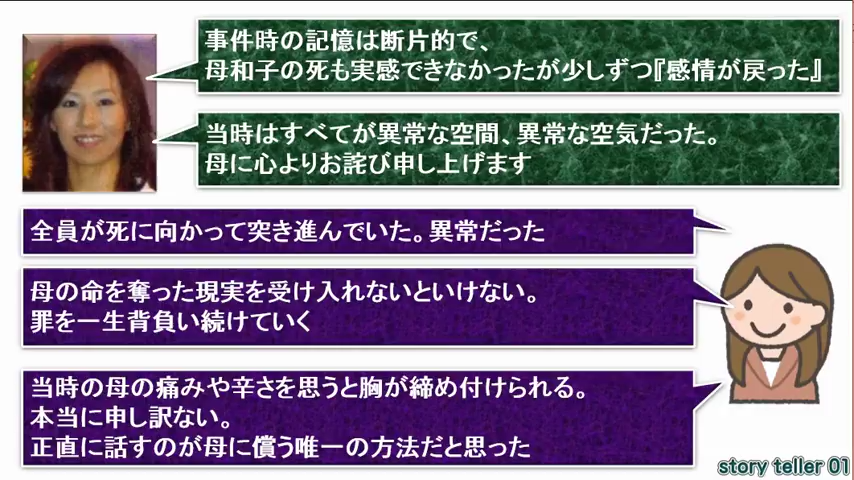 事件時の記憶は断片的で、
母和子の死も実感できなかったが少しずつ『感情が戻った』
当時はすべてが異常な空間、異常な空気だった。
母に心よりお詫び申し上げます
全員が死に向かって突き進んでいた。異常だった
母の命を奪った現実を受け入れないといけない。
罪を一生背負い続けていく
当時の母の痛みや辛さを思うと胸が締め付けられる。
本当に申し訳ない。
正直に話すのが母に償う唯一の方法だと思った
story teller 01